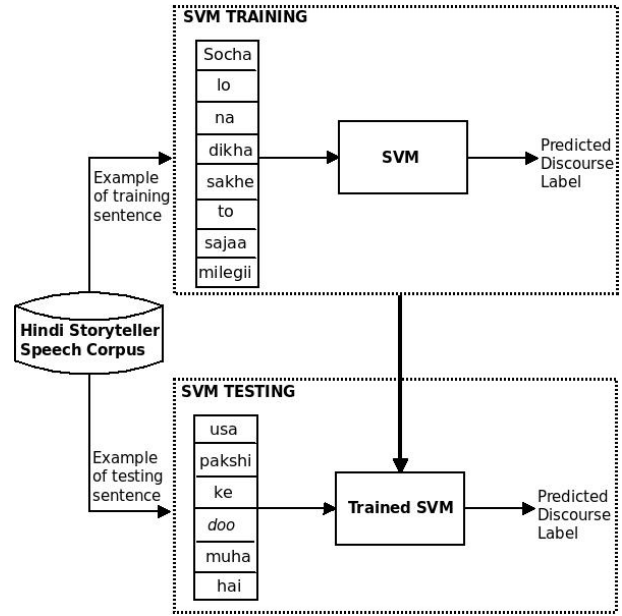 SVM TRAINING
Socha
lo
na
dikha
sakhe
to
sajaa
milegii
SVM
Predicted
Discourse
Label
Example
of training
sentence
Hindi Storyteller
Speech Corpus
Example
of testing
sentence
SVM TESTING
usa
pakshi
ke
doo
muha
hai
Trained SVM
Predicted
Discourse
Label